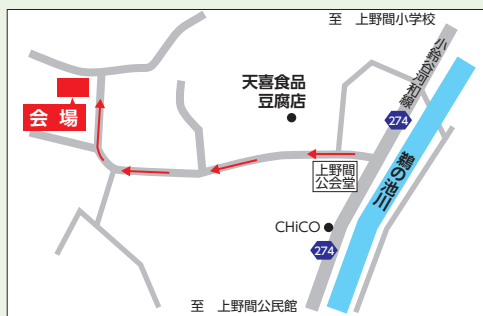 至 上野間小学校
小鈴谷河和線
274
天喜食品
豆腐店
会場
上野間
公会堂
鵜の池川
CHiCO
274
至 上野間公民館